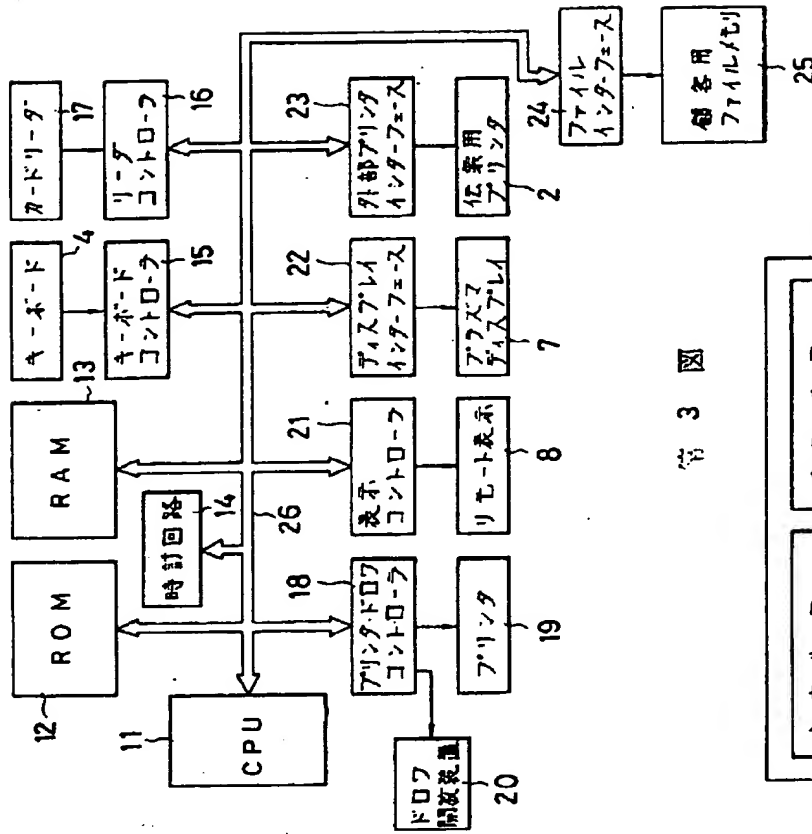 12
ROM
RAM
13
キーボード
4
キーボード
コントローラ
15
カードリーダ
17
リーダ
コントローラ
16
時計回路
14
11
CPU
26
18
プリンタ・ドロワ
コントローラ
21
表示
コントローラ
22
ディスプレイ
インターフェース
23
外部プリンタ
インターフェース
24
ファイル
インターフェース
ドロワ
開放装置
20
プリンタ
19
リモート表示
8
プラズマ
ディスプレイ
7
伝票用
プリンタ
2
顧客用
ファイルメモリ
25
第3図